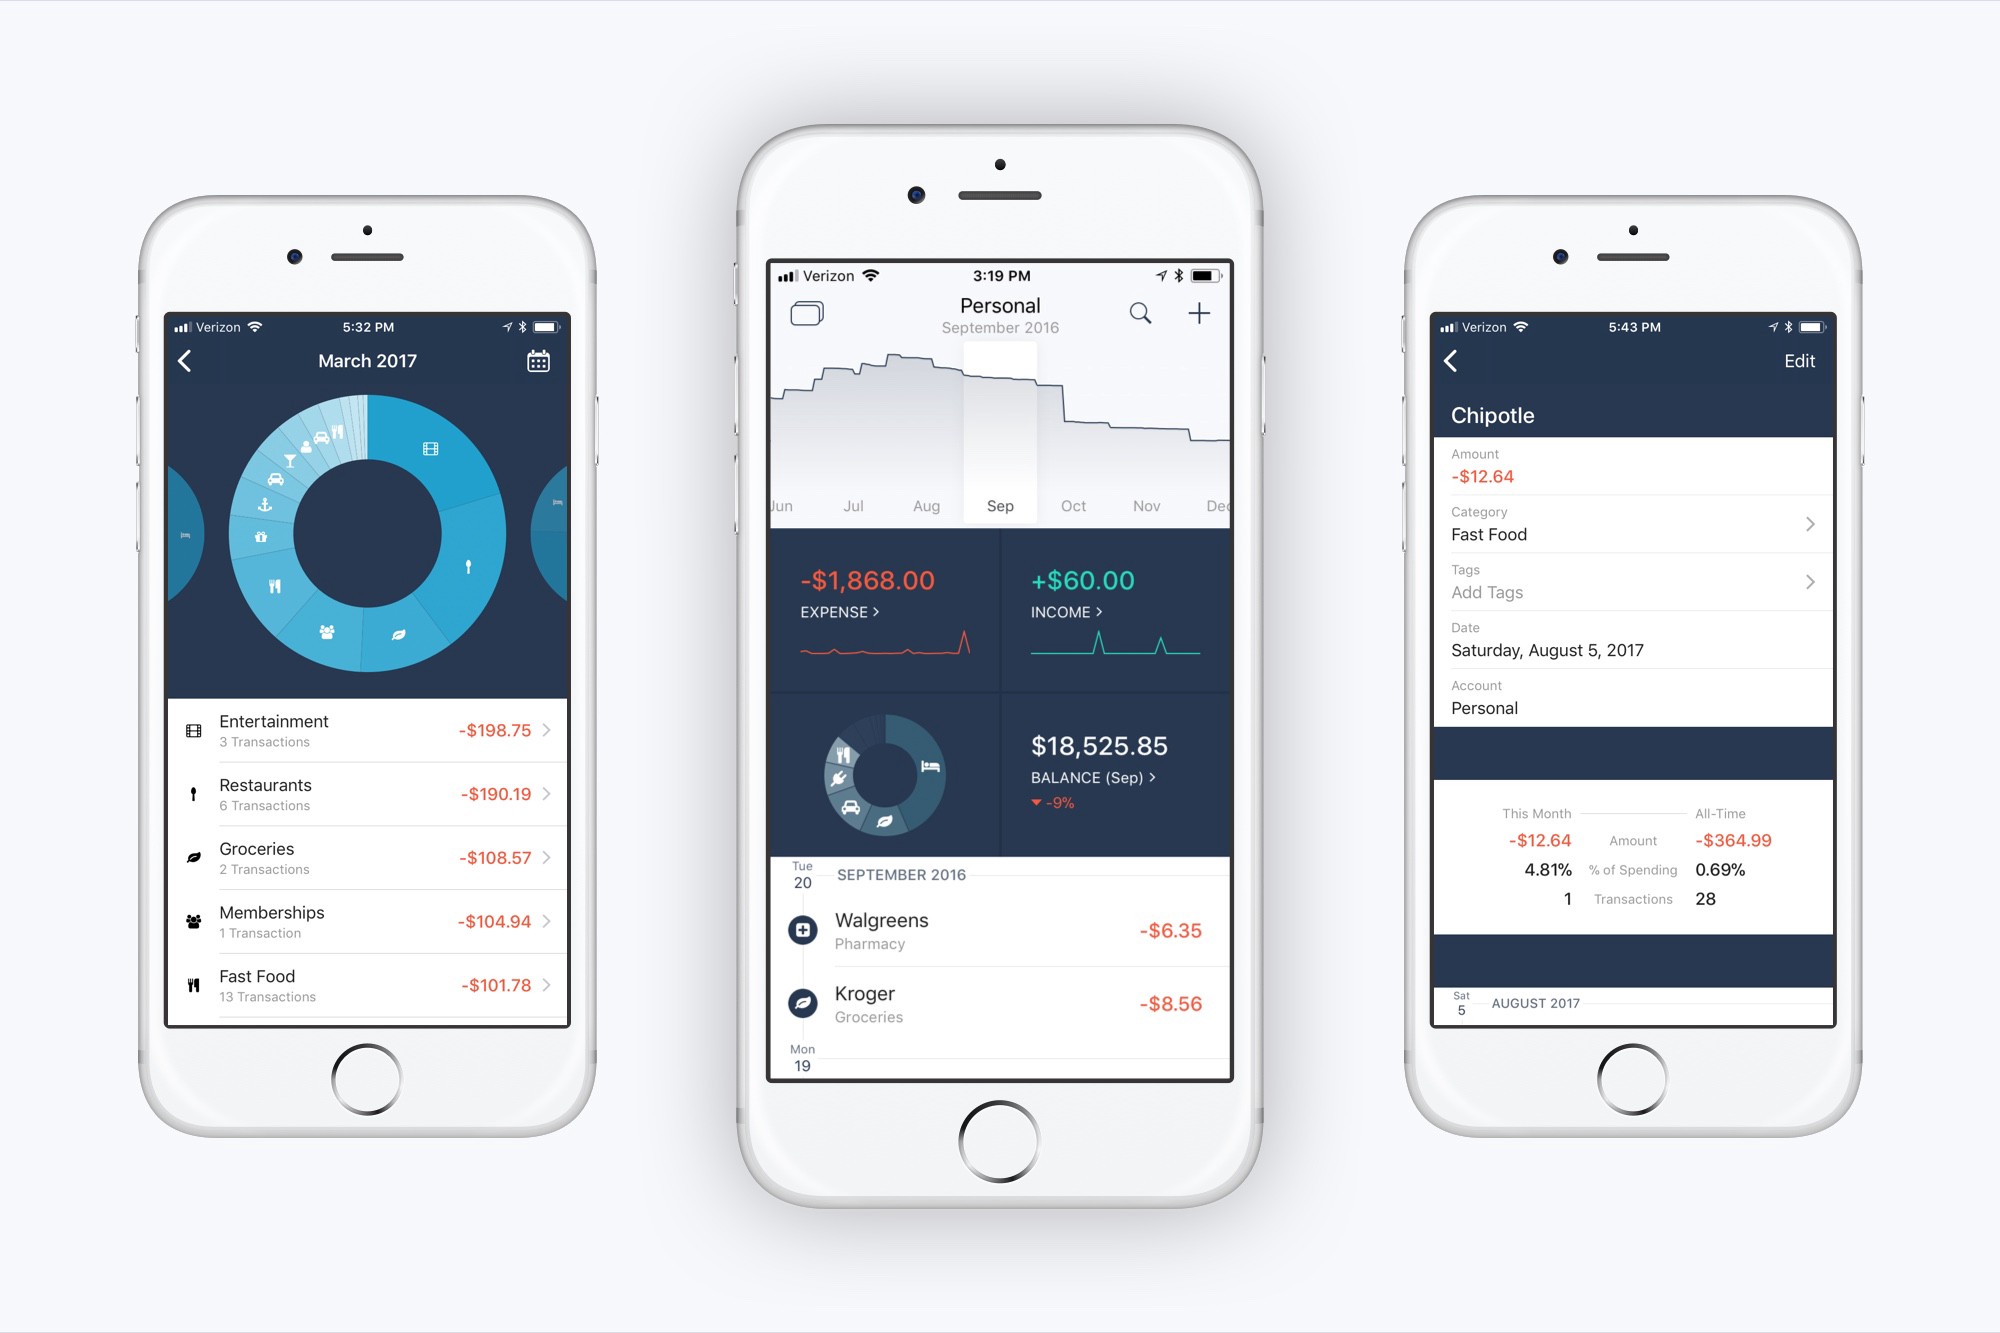 Verizon 5:32 PM
March 2017
Entertainment -$198.75
3 Transactions
Restaurants -$190.19
6 Transactions
Groceries -$108.57
2 Transactions
Memberships -$104.94
1 Transaction
Fast Food -$101.78
13 Transactions
Verizon 3:19 PM
Personal
September 2016
Jun Jul Aug Sep Oct Nov Dec
-$1,868.00 +$60.00
EXPENSE > INCOME >
$18,525.85
BALANCE (Sep) >
-9%
Tue
20 SEPTEMBER 2016
Walgreens -$6.35
Pharmacy
Kroger -$8.56
Groceries
Mon
19
Verizon 5:43 PM
Edit
Chipotle
Amount
-$12.64
Category
Fast Food
Tags
Add Tags
Date
Saturday, August 5, 2017
Account
Personal
This Month All-Time
-$12.64 Amount -$364.99
4.81% % of Spending 0.69%
1 Transactions 28
Sat
5 AUGUST 2017